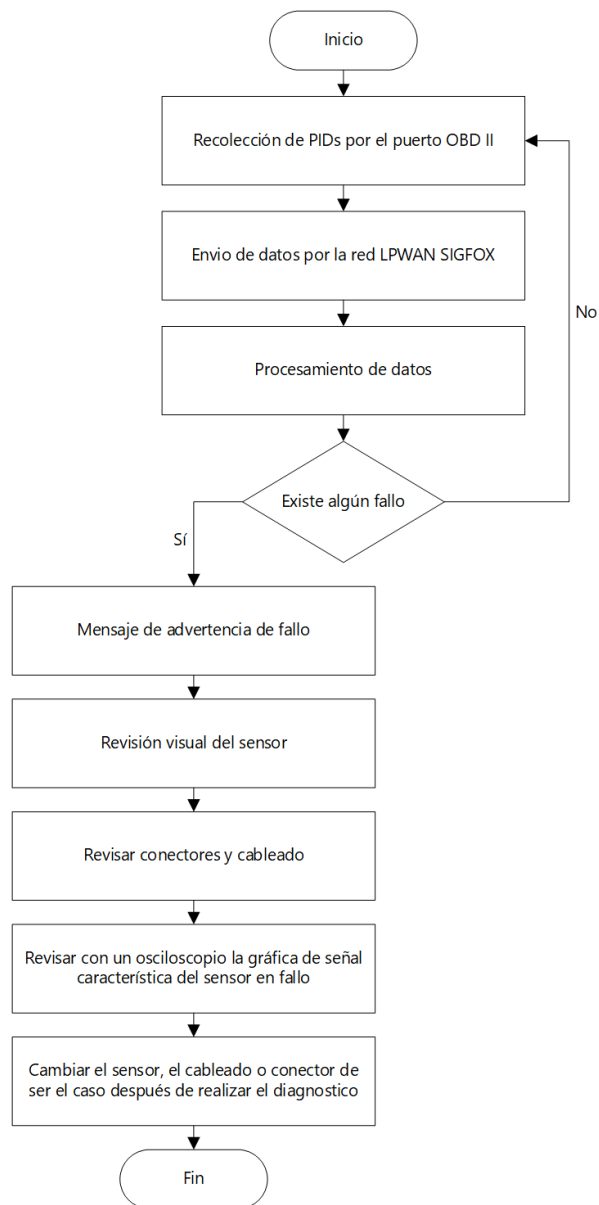 Inicio
Recolección de PIDs por el puerto OBD II
Envio de datos por la red LPWAN SIGFOX
No
Procesamiento de datos
Existe algún fallo
Sí
Mensaje de advertencia de fallo
Revisión visual del sensor
Revisar conectores y cableado
Revisar con un osciloscopio la gráfica de señal
característica del sensor en fallo
Cambiar el sensor, el cableado o conector de
ser el caso después de realizar el diagnostico
Fin